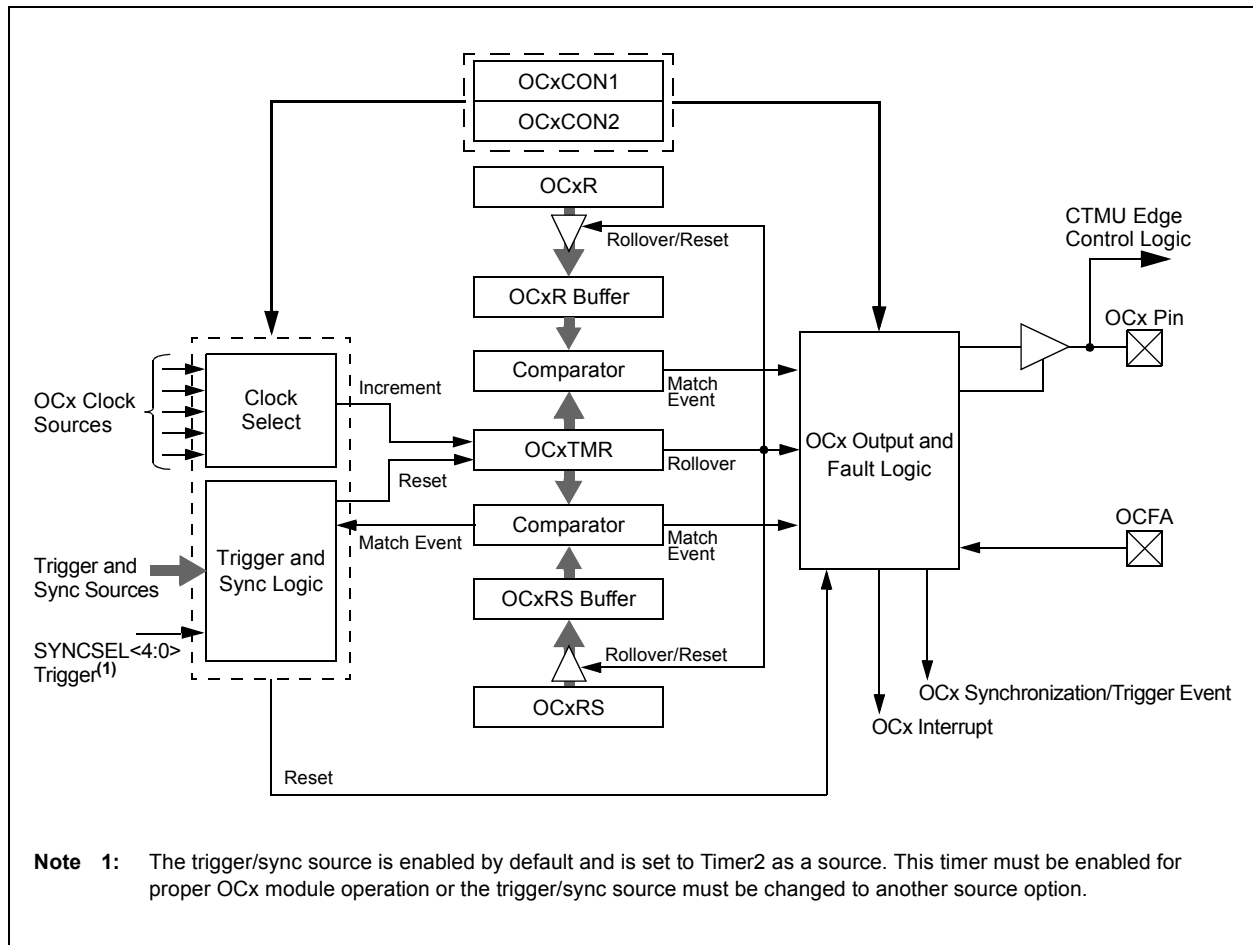 OCxCON1
OCxCON2
OCxR
Rollover/Reset
CTMU Edge
Control Logic
OCxR Buffer
OCx Pin
Comparator
Match
Event
Increment
OCx Clock
Sources
Clock
Select
OCxTMR
Rollover
OCx Output and
Fault Logic
Reset
Comparator
Match Event
Match
Event
OCFA
Trigger and
Sync Sources
Trigger and
Sync Logic
OCxRS Buffer
SYNCSEL<4:0>
Trigger(1)
Rollover/Reset
OCxRS
OCx Synchronization/Trigger Event
OCx Interrupt
Reset
Note 1: The trigger/sync source is enabled by default and is set to Timer2 as a source. This timer must be enabled for
proper OCx module operation or the trigger/sync source must be changed to another source option.